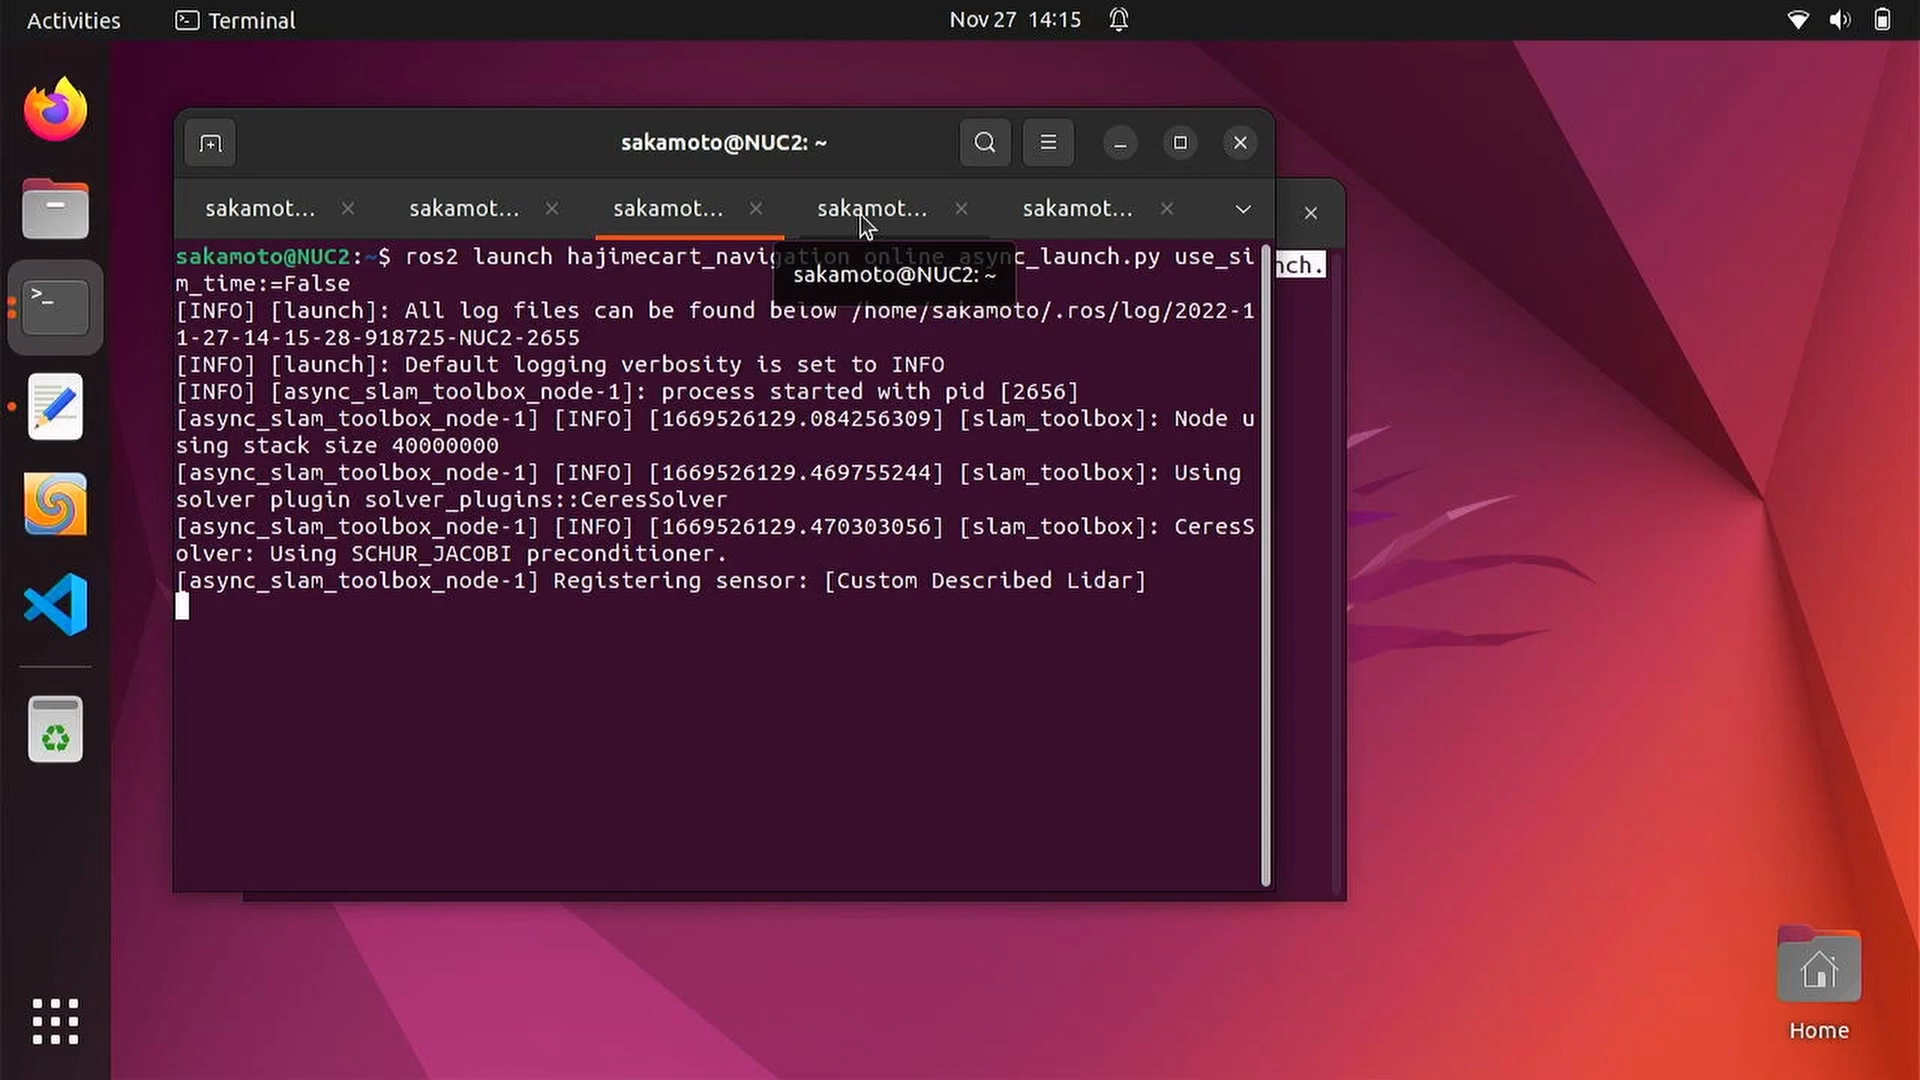 Activities
Terminal
Nov 27 14:15
sakamoto@NUC2: ~
sakamot...
sakamot...
sakamot...
sakamot...
sakamot...
sakamoto@NUC2:~$ ros2 launch hajimecart_navigation online_async_launch.py use_si
m_time:=False
sakamoto@NUC2: ~
nch.
[INFO] [launch]: All log files can be found below /home/sakamoto/.ros/log/2022-1
1-27-14-15-28-918725-NUC2-2655
[INFO] [launch]: Default logging verbosity is set to INFO
[INFO] [async_slam_toolbox_node-1]: process started with pid [2656]
[async_slam_toolbox_node-1] [INFO] [1669526129.084256309] [slam_toolbox]: Node u
sing stack size 40000000
[async_slam_toolbox_node-1] [INFO] [1669526129.469755244] [slam_toolbox]: Using
solver plugin solver_plugins::CeresSolver
[async_slam_toolbox_node-1] [INFO] [1669526129.470303056] [slam_toolbox]: CeresS
olver: Using SCHUR_JACOBI preconditioner.
[async_slam_toolbox_node-1] Registering sensor: [Custom Described Lidar]
Home